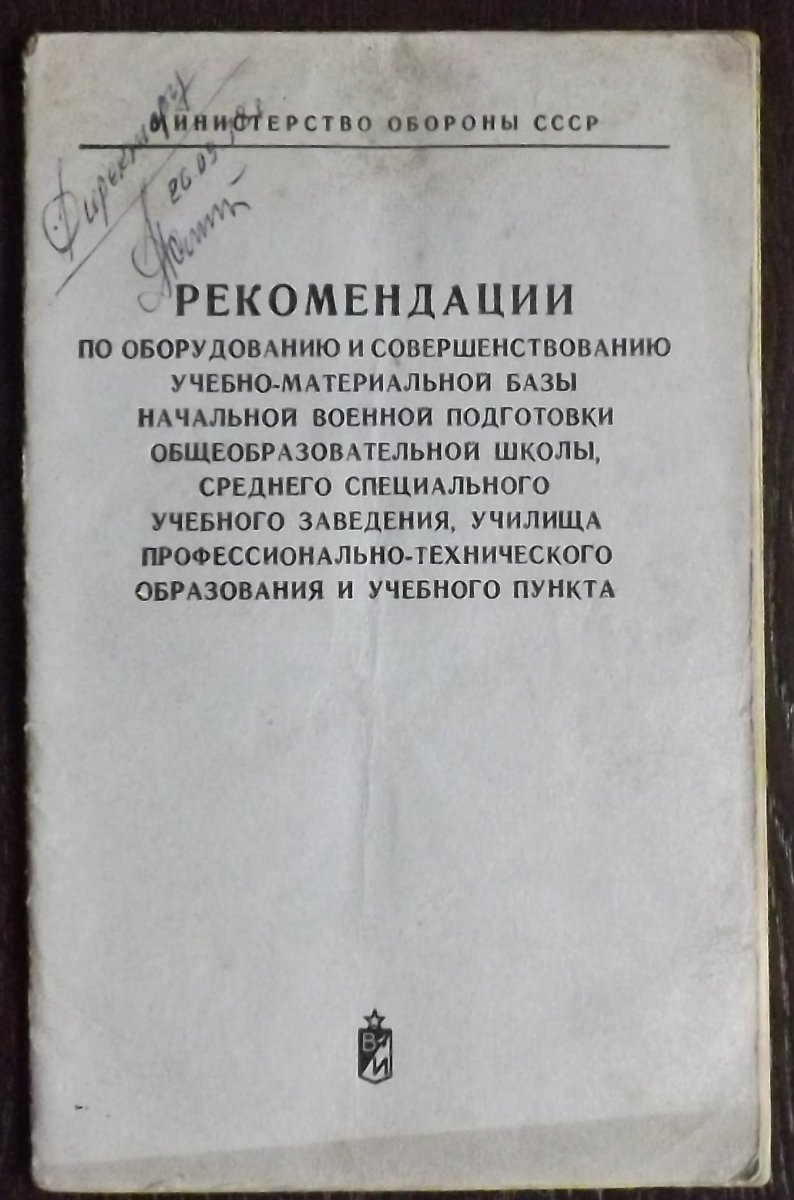 Директору
26.09.83
МИНИСТЕРСТВО ОБОРОНЫ СССР
РЕКОМЕНДАЦИИ
ПО ОБОРУДОВАНИЮ И СОВЕРШЕНСТВОВАНИЮ
УЧЕБНО-МАТЕРИАЛЬНОЙ БАЗЫ
НАЧАЛЬНОЙ ВОЕННОЙ ПОДГОТОВКИ
ОБЩЕОБРАЗОВАТЕЛЬНОЙ ШКОЛЫ,
СРЕДНЕГО СПЕЦИАЛЬНОГО
УЧЕБНОГО ЗАВЕДЕНИЯ, УЧИЛИЩА
ПРОФЕССИОНАЛЬНО-ТЕХНИЧЕСКОГО
ОБРАЗОВАНИЯ И УЧЕБНОГО ПУНКТА
В
И